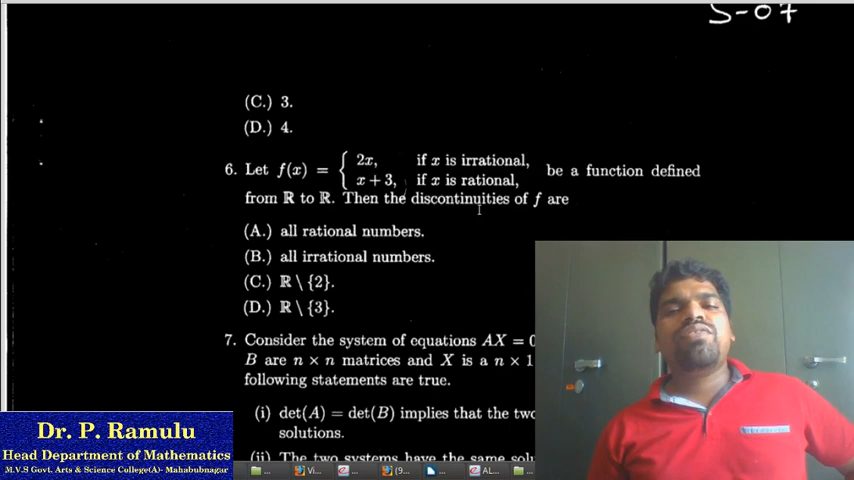 S-07
(C.) 3.
(D.) 4.
6. Let f(x) = { 2x, if x is irrational,
x + 3, if x is rational, be a function defined
from ℝ to ℝ. Then the discontinuities of f are
(A.) all rational numbers.
(B.) all irrational numbers.
(C.) ℝ \ {2}.
(D.) ℝ \ {3}.
7. Consider the system of equations AX = 0
B are n × n matrices and X is a n × 1
following statements are true.
(i) det(A) = det(B) implies that the two
solutions.
(ii) The two systems have the same solu
Dr. P. Ramulu
Head Department of Mathematics
M.V.S Govt. Arts & Science College(A)- Mahabubnagar
Vi... (9... AL...